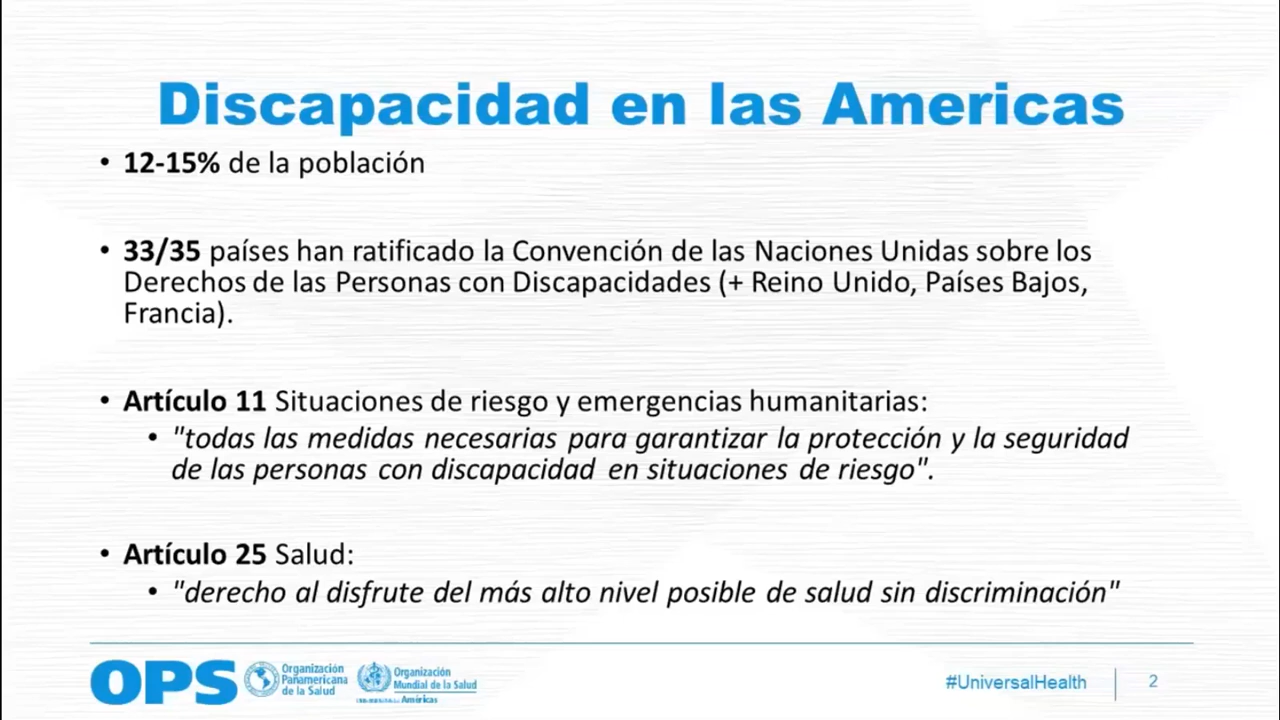 Discapacidad en las Americas
• 12-15% de la población
• 33/35 países han ratificado la Convención de las Naciones Unidas sobre los
Derechos de las Personas con Discapacidades (+ Reino Unido, Países Bajos,
Francia).
• Artículo 11 Situaciones de riesgo y emergencias humanitarias:
• "todas las medidas necesarias para garantizar la protección y la seguridad
de las personas con discapacidad en situaciones de riesgo".
• Artículo 25 Salud:
• "derecho al disfrute del más alto nivel posible de salud sin discriminación"
OPS
Organización
Panamericana
de la Salud
Organización
Mundial de la Salud
Américas
#UniversalHealth
2